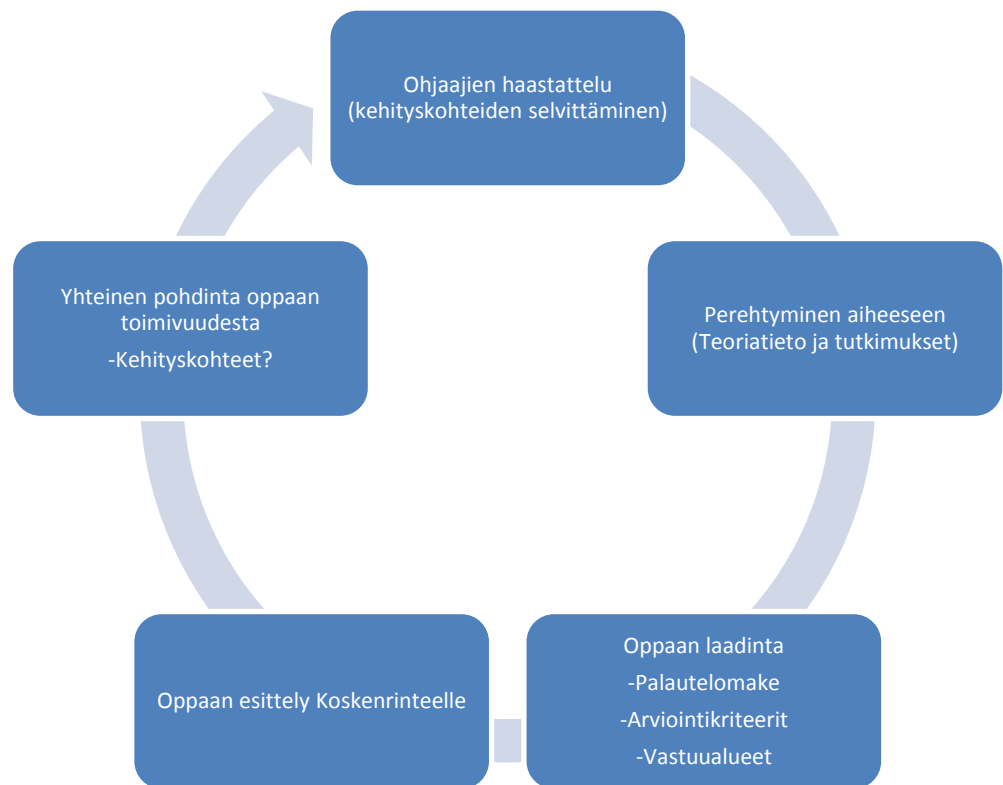 Ohjaajien haastattelu
(kehityskohteiden selvittäminen)
Perehtyminen aiheeseen
(Teoriatieto ja tutkimukset)
Oppaan laadinta
-Palautelomake
-Arviointikriteerit
-Vastuualueet
Oppaan esittely Koskenrinteelle
Yhteinen pohdinta oppaan
toimivuudesta
-Kehityskohteet?